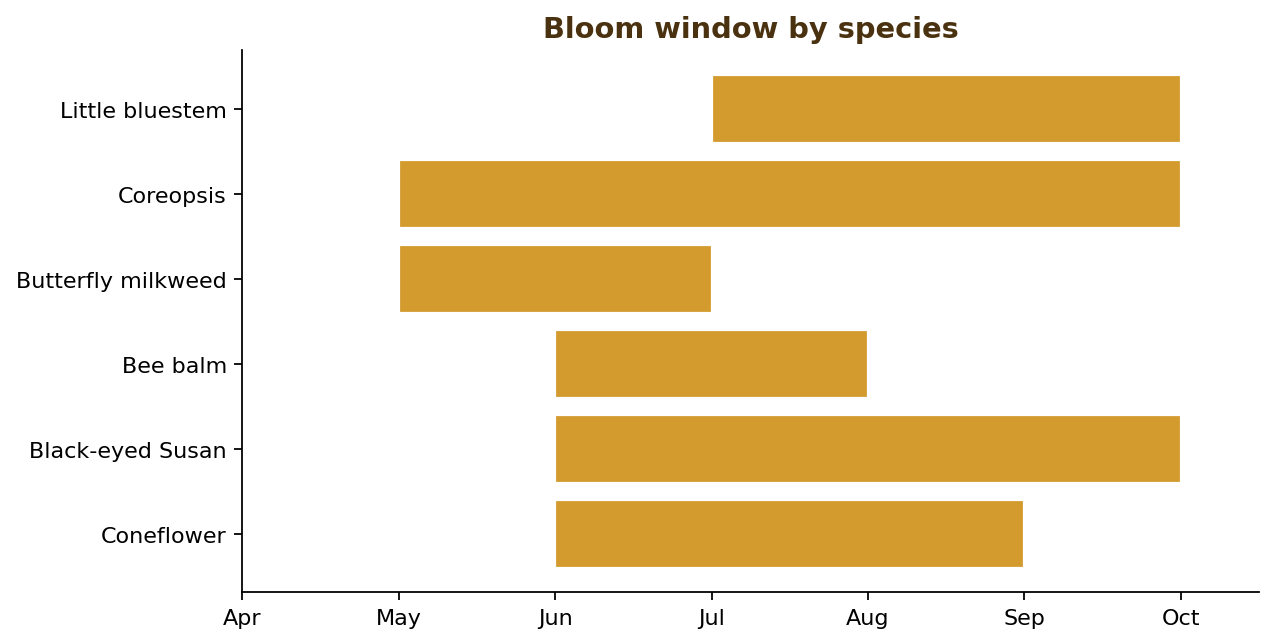 Bloom window by species
Little bluestem
Coreopsis
Butterfly milkweed
Bee balm
Black-eyed Susan
Coneflower
Apr May Jun Jul Aug Sep Oct